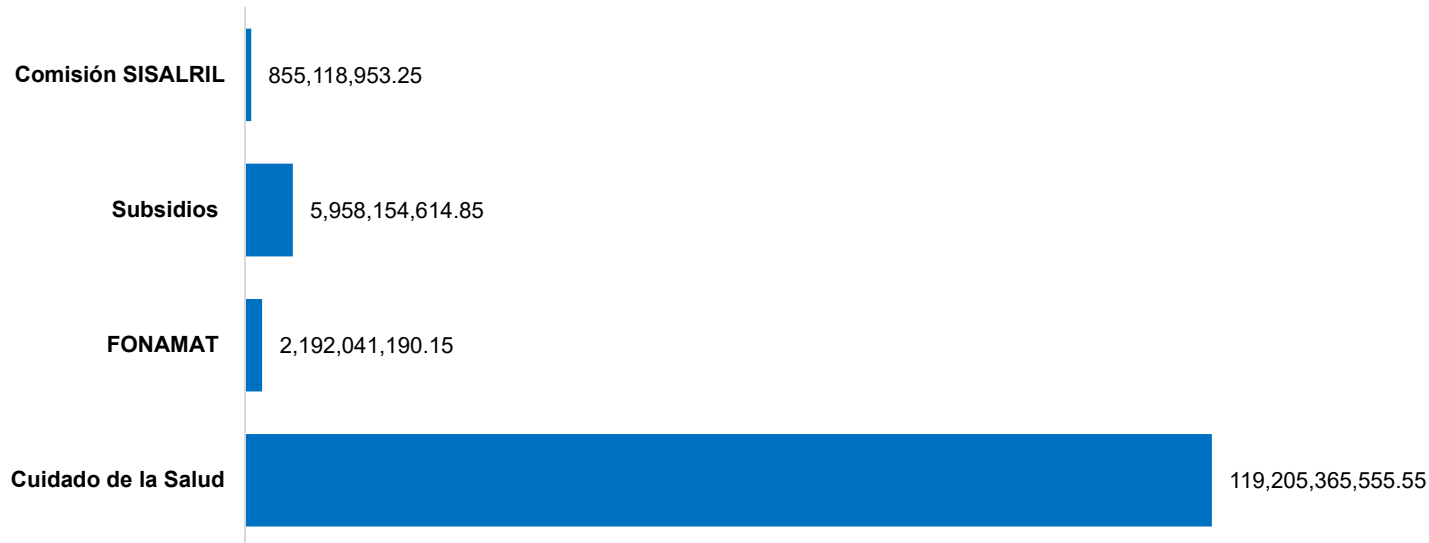 Comisión SISALRIL 855,118,953.25
Subsidios 5,958,154,614.85
FONAMAT 2,192,041,190.15
Cuidado de la Salud 119,205,365,555.55